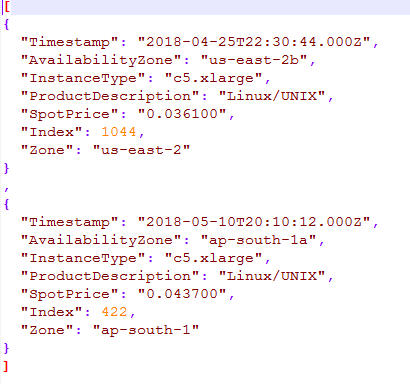 [
{
  "Timestamp": "2018-04-25T22:30:44.000Z",
  "AvailabilityZone": "us-east-2b",
  "InstanceType": "c5.xlarge",
  "ProductDescription": "Linux/UNIX",
  "SpotPrice": "0.036100",
  "Index": 1044,
  "Zone": "us-east-2"
}
,
{
  "Timestamp": "2018-05-10T20:10:12.000Z",
  "AvailabilityZone": "ap-south-1a",
  "InstanceType": "c5.xlarge",
  "ProductDescription": "Linux/UNIX",
  "SpotPrice": "0.043700",
  "Index": 422,
  "Zone": "ap-south-1"
}
]